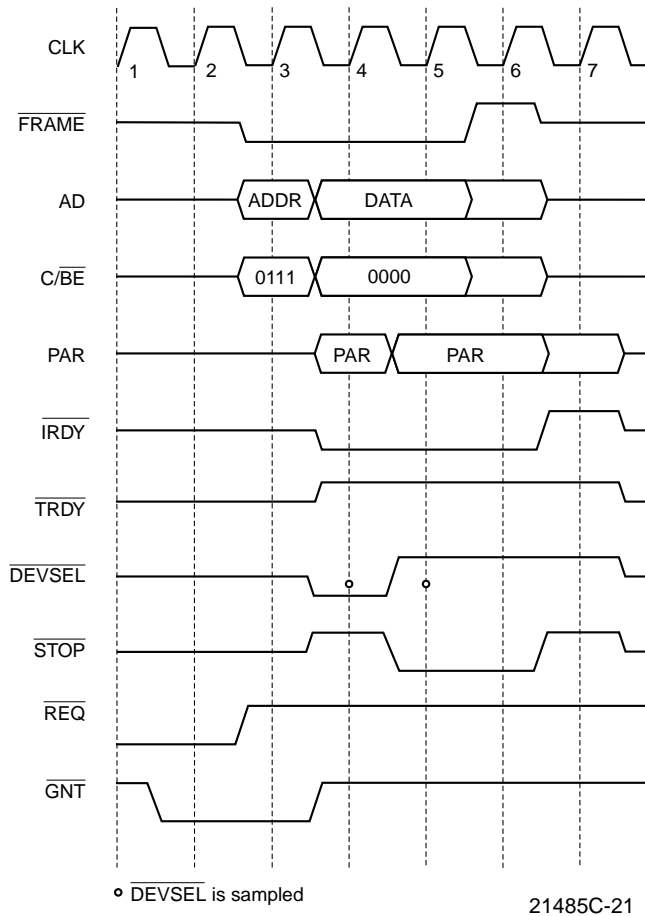 CLK
1 2 3 4 5 6 7
FRAME
AD ADDR DATA
C/BE 0111 0000
PAR PAR PAR
IRDY
TRDY
DEVSEL
STOP
REQ
GNT
DEVSEL is sampled
21485C-21